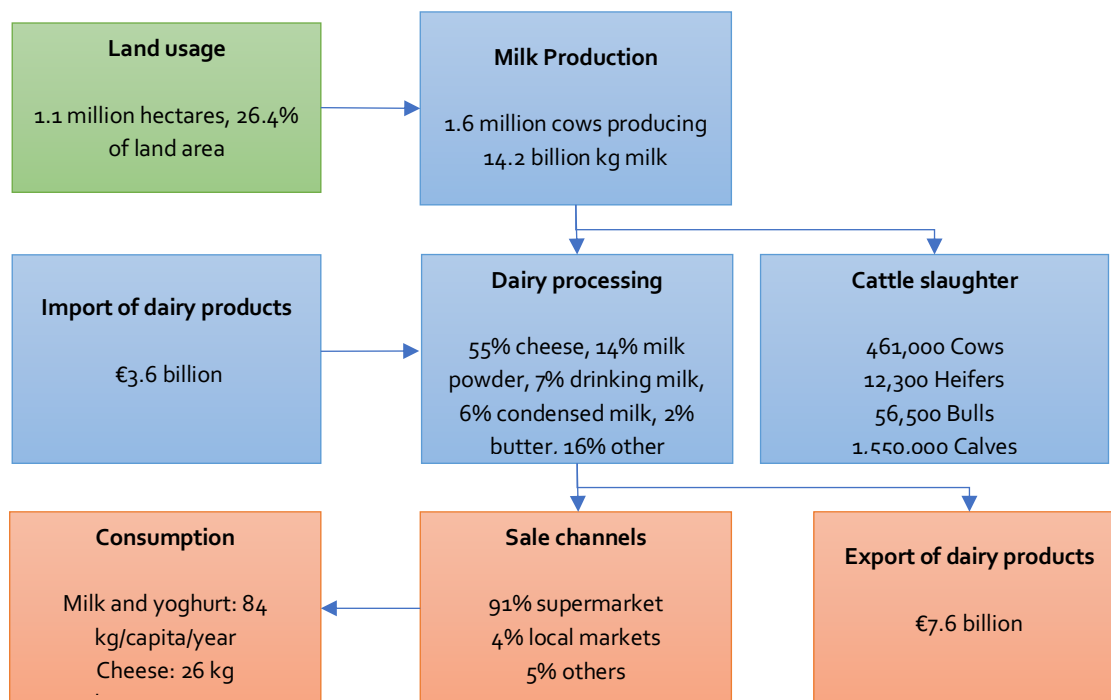 Land usage
1.1 million hectares, 26.4%
of land area
Milk Production
1.6 million cows producing
14.2 billion kg milk
Import of dairy products
€3.6 billion
Dairy processing
55% cheese, 14% milk
powder, 7% drinking milk,
6% condensed milk, 2%
butter, 16% other
Cattle slaughter
461,000 Cows
12,300 Heifers
56,500 Bulls
1,550,000 Calves
Consumption
Milk and yoghurt: 84
kg/capita/year
Cheese: 26 kg
Sale channels
91% supermarket
4% local markets
5% others
Export of dairy products
€7.6 billion